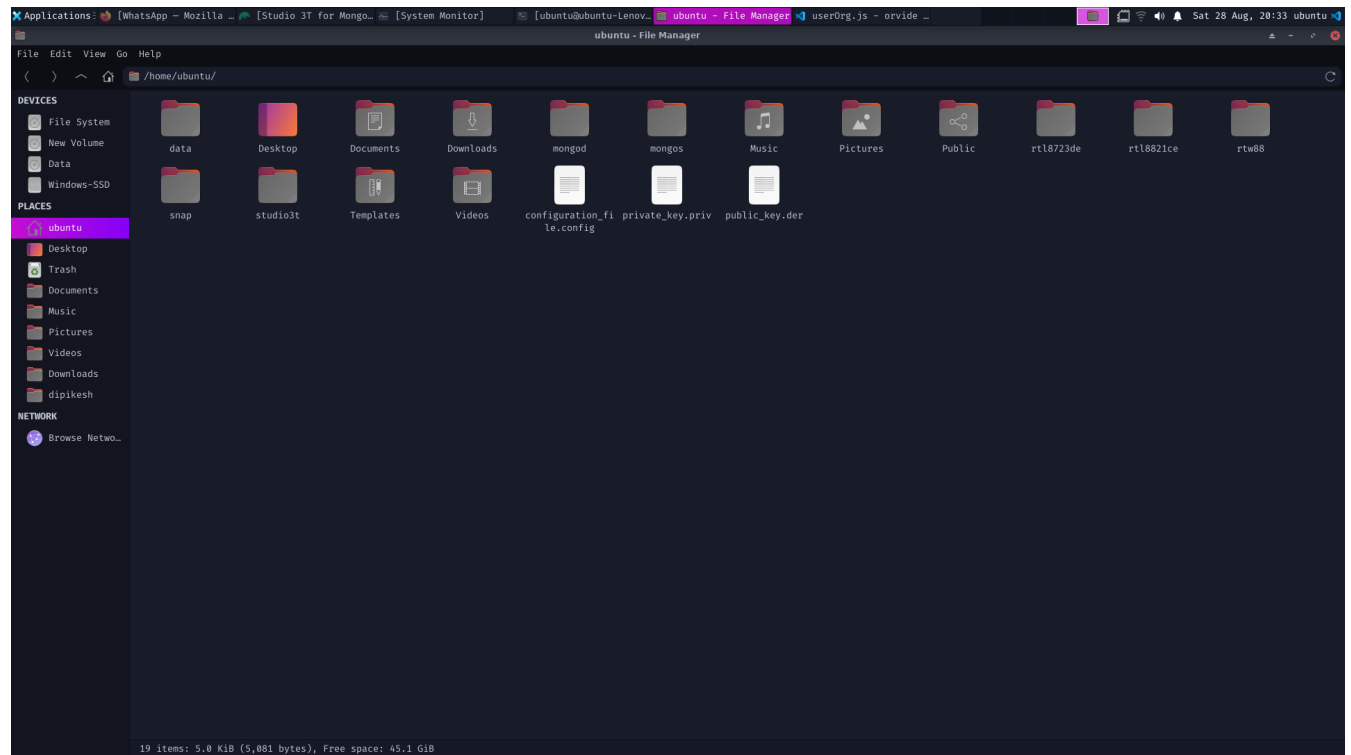 Applications [WhatsApp — Mozilla … [Studio 3T for Mongo… [System Monitor] [ubuntu@ubuntu-Lenov… ubuntu - File Manager userOrg.js - orvide … Sat 28 Aug, 20:33 ubuntu
ubuntu - File Manager
File Edit View Go Help
/home/ubuntu/
DEVICES
File System
New Volume
Data
Windows-SSD
PLACES
ubuntu
Desktop
Trash
Documents
Music
Pictures
Videos
Downloads
dipikesh
NETWORK
Browse Netwo…
data Desktop Documents Downloads mongod mongos Music Pictures Public rtl8723de rtl8821ce rtw88
snap studio3t Templates Videos configuration_fi private_key.priv public_key.der
le.config
19 items: 5.0 KiB (5,081 bytes), Free space: 45.1 GiB